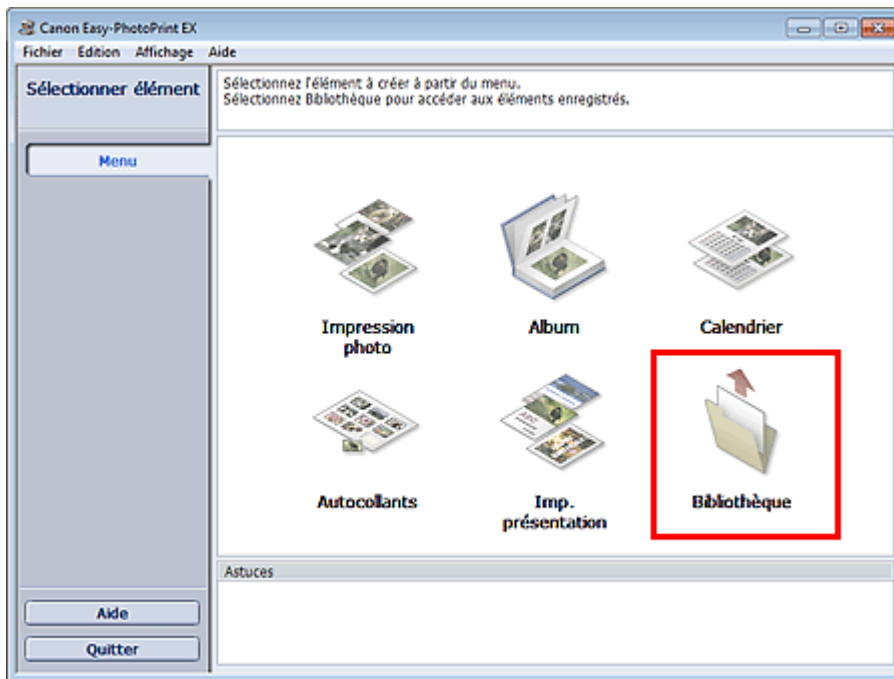 Canon Easy-PhotoPrint EX
Fichier Edition Affichage Aide
Sélectionner élément
Sélectionnez l'élément à créer à partir du menu.
Sélectionnez Bibliothèque pour accéder aux éléments enregistrés.
Menu
Impression
photo
Album
Calendrier
Autocollants
Imp.
présentation
Bibliothèque
Astuces
Aide
Quitter